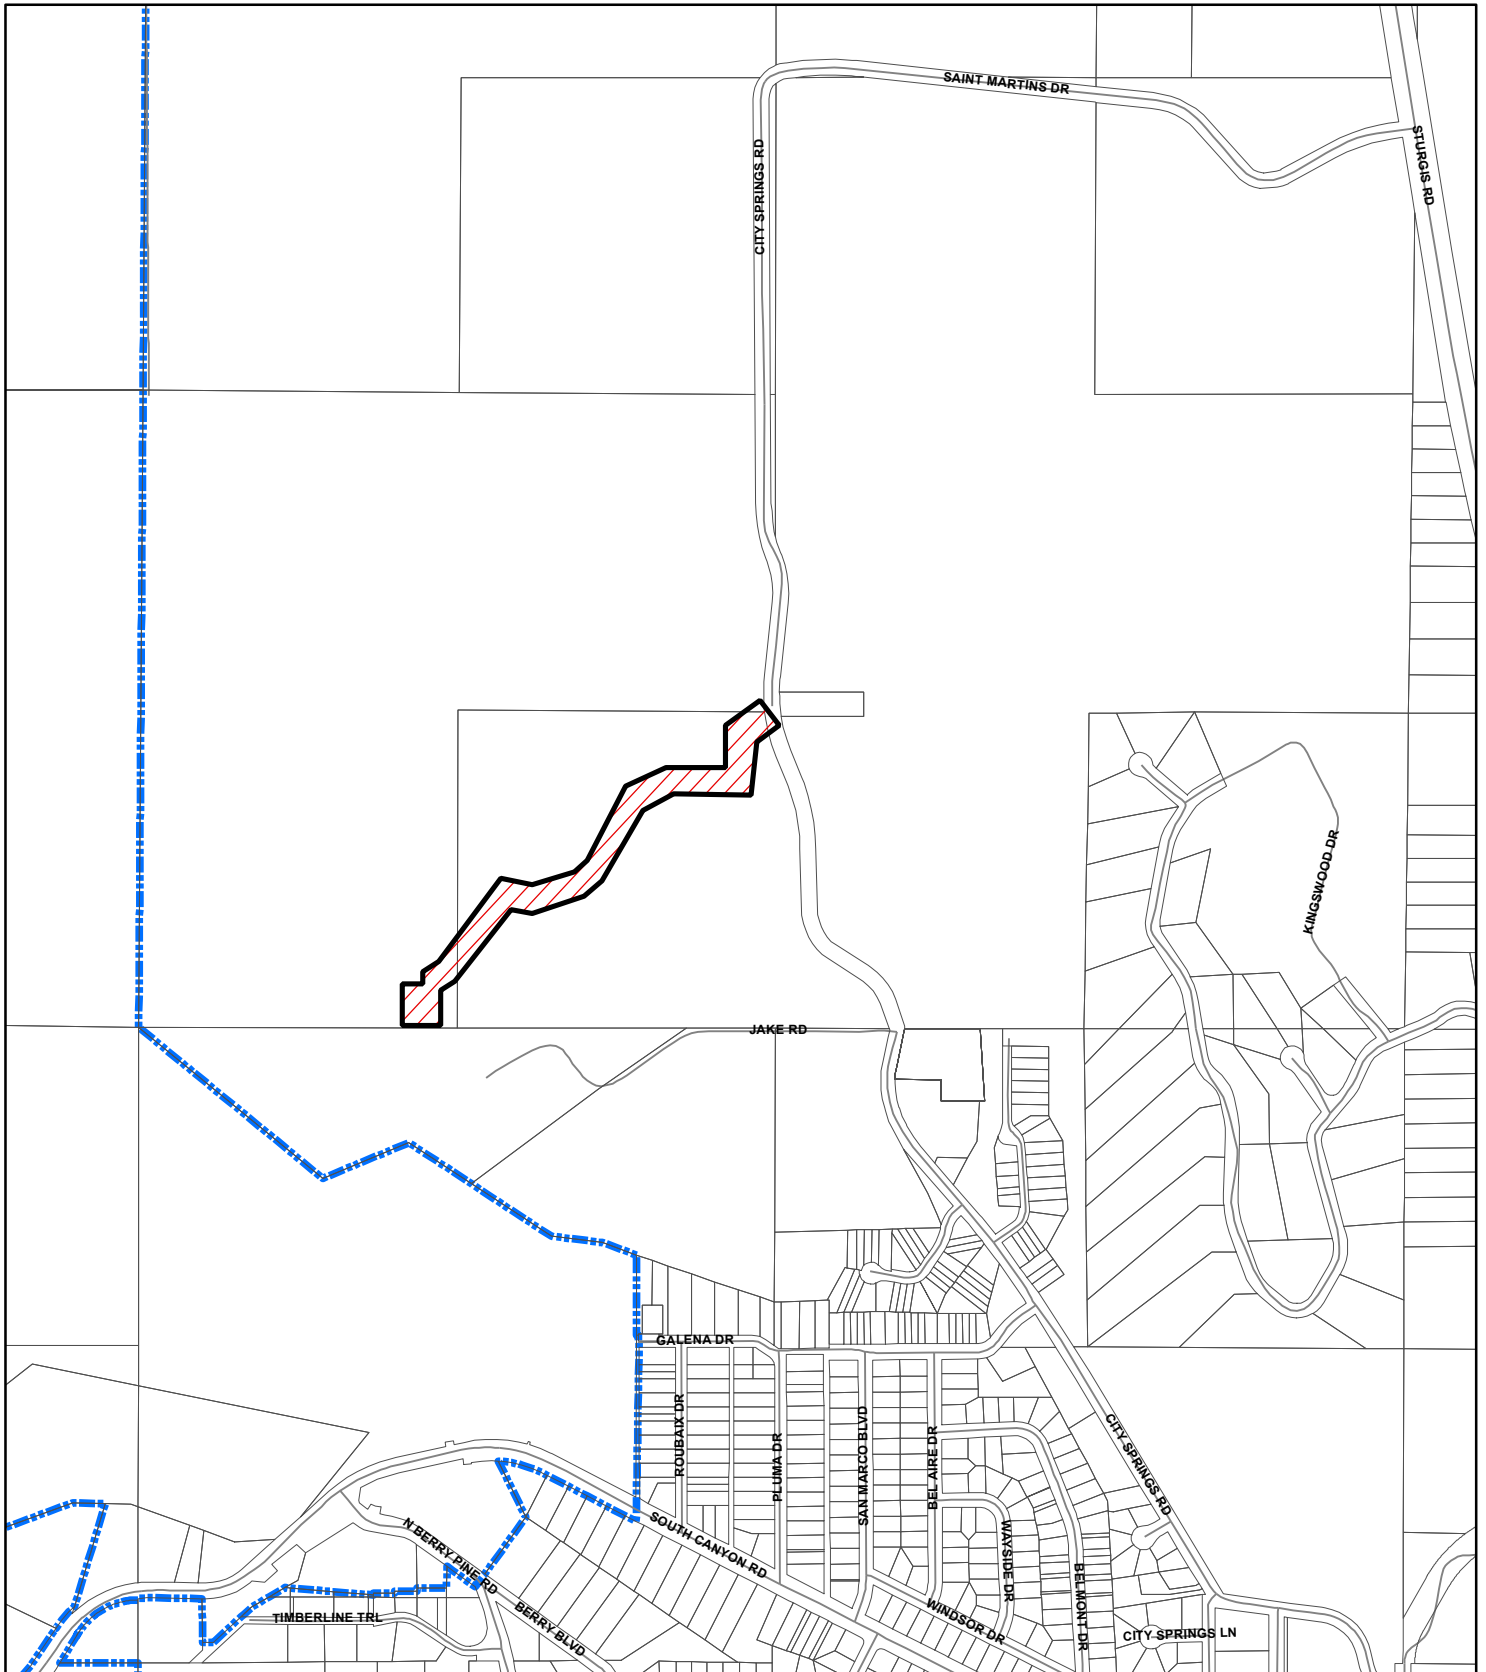 SAINT MARTINS DR
STURGIS RD
CITY SPRINGS RD
KINGSWOOD DR
JAKE RD
GALENA DR
ROUBAIX DR
PLUMA DR
SAN MARCO BLVD
BEL AIRE DR
CITY SPRINGS RD
SOUTH CANYON RD
N BERRY PINE RD
WAYSIDE DR
BELMONT DR
TIMBERLINE TRL
BERRY BLVD
WINDSOR DR
CITY SPRINGS LN